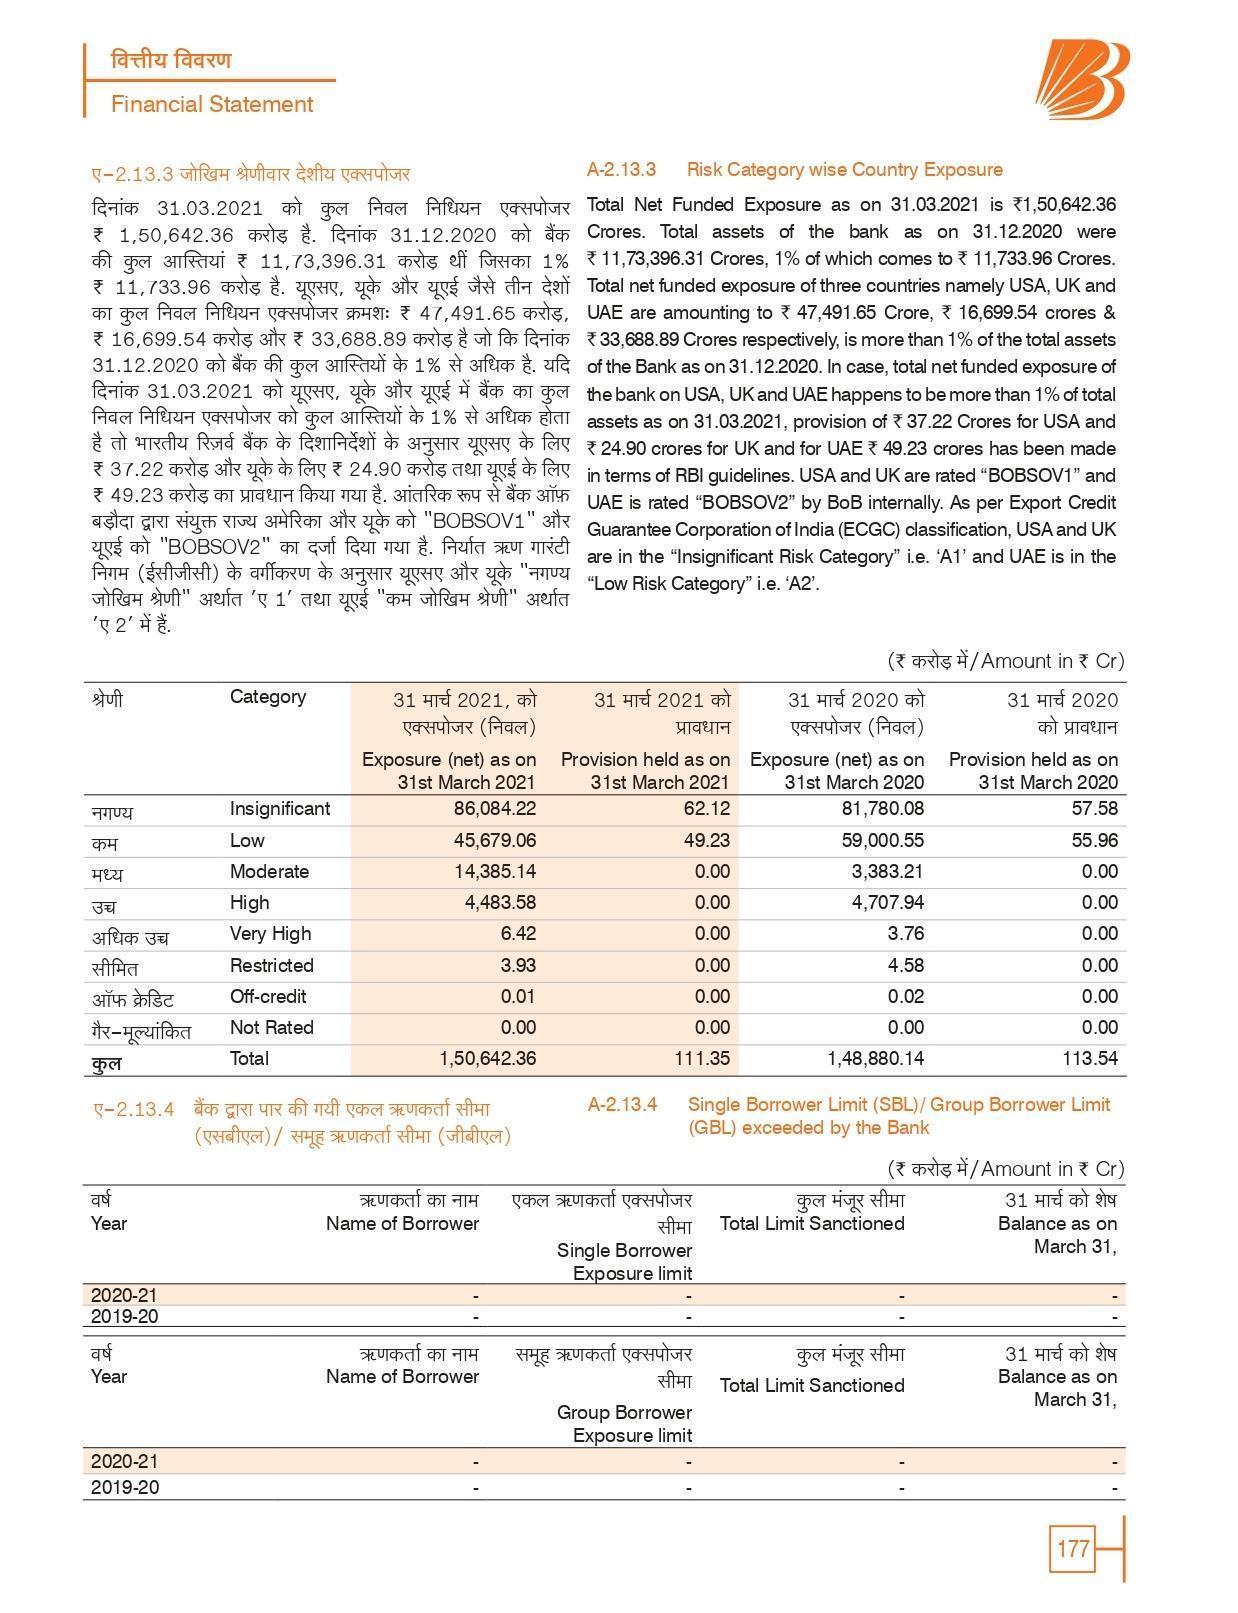 वित्तीय विवरण
Financial Statement
ए-2.13.3 जोखिम श्रेणीवार देशीय एक्सपोजर
दिनांक 31.03.2021 को कुल निवल निधियन एक्सपोजर
₹ 1,50,642.36 करोड़ है. दिनांक 31.12.2020 को बैंक
की कुल आस्तियां ₹ 11,73,396.31 करोड़ थीं जिसका 1%
₹ 11,733.96 करोड़ है. यूएसए, यूके और यूएई जैसे तीन देशों
का कुल निवल निधियन एक्सपोजर क्रमशः ₹ 47,491.65 करोड़,
₹ 16,699.54 करोड़ और ₹ 33,688.89 करोड़ है जो कि दिनांक
31.12.2020 को बैंक की कुल आस्तियों के 1% से अधिक है. यदि
दिनांक 31.03.2021 को यूएसए, यूके और यूएई में बैंक का कुल
निवल निधियन एक्सपोजर को कुल आस्तियों के 1% से अधिक होता
है तो भारतीय रिज़र्व बैंक के दिशानिर्देशों के अनुसार यूएसए के लिए
₹ 37.22 करोड़ और यूके के लिए ₹ 24.90 करोड़ तथा यूएई के लिए
₹ 49.23 करोड़ का प्रावधान किया गया है. आंतरिक रूप से बैंक ऑफ़
बड़ौदा द्वारा संयुक्त राज्य अमेरिका और यूके को "BOBSOV1" और
यूएई को "BOBSOV2" का दर्जा दिया गया है. निर्यात ऋण गारंटी
निगम (ईसीजीसी) के वर्गीकरण के अनुसार यूएसए और यूके "नगण्य
जोखिम श्रेणी" अर्थात ’ए 1’ तथा यूएई "कम जोखिम श्रेणी" अर्थात
’ए 2’ में हैं.
A-2.13.3 Risk Category wise Country Exposure
Total Net Funded Exposure as on 31.03.2021 is ₹1,50,642.36
Crores. Total assets of the bank as on 31.12.2020 were
₹ 11,73,396.31 Crores, 1% of which comes to ₹ 11,733.96 Crores.
Total net funded exposure of three countries namely USA, UK and
UAE are amounting to ₹ 47,491.65 Crore, ₹ 16,699.54 crores &
₹ 33,688.89 Crores respectively, is more than 1% of the total assets
of the Bank as on 31.12.2020. In case, total net funded exposure of
the bank on USA, UK and UAE happens to be more than 1% of total
assets as on 31.03.2021, provision of ₹ 37.22 Crores for USA and
₹ 24.90 crores for UK and for UAE ₹ 49.23 crores has been made
in terms of RBI guidelines. USA and UK are rated “BOBSOV1” and
UAE is rated “BOBSOV2” by BoB internally. As per Export Credit
Guarantee Corporation of India (ECGC) classification, USA and UK
are in the “Insignificant Risk Category” i.e. ‘A1’ and UAE is in the
“Low Risk Category” i.e. ‘A2’.
(₹ करोड़ में/Amount in ₹ Cr)
श्रेणी Category 31 मार्च 2021, को 31 मार्च 2021 को 31 मार्च 2020 को 31 मार्च 2020
एक्सपोजर (निवल) प्रावधान एक्सपोजर (निवल) को प्रावधान
Exposure (net) as on Provision held as on Exposure (net) as on Provision held as on
31st March 2021 31st March 2021 31st March 2020 31st March 2020
नगण्य Insignificant 86,084.22 62.12 81,780.08 57.58
कम Low 45,679.06 49.23 59,000.55 55.96
मध्य Moderate 14,385.14 0.00 3,383.21 0.00
उच्च High 4,483.58 0.00 4,707.94 0.00
अधिक उच्च Very High 6.42 0.00 3.76 0.00
सीमित Restricted 3.93 0.00 4.58 0.00
ऑफ क्रेडिट Off-credit 0.01 0.00 0.02 0.00
गैर-मूल्यांकित Not Rated 0.00 0.00 0.00 0.00
कुल Total 1,50,642.36 111.35 1,48,880.14 113.54
ए-2.13.4 बैंक द्वारा पार की गयी एकल ऋणकर्ता सीमा
(एसबीएल)/ समूह ऋणकर्ता सीमा (जीबीएल)
A-2.13.4 Single Borrower Limit (SBL)/ Group Borrower Limit
(GBL) exceeded by the Bank
(₹ करोड़ में/Amount in ₹ Cr)
वर्ष ऋणकर्ता का नाम एकल ऋणकर्ता एक्सपोजर कुल मंजूर सीमा 31 मार्च को शेष
Year Name of Borrower सीमा Total Limit Sanctioned Balance as on
Single Borrower March 31,
Exposure limit
2020-21 - - - -
2019-20 - - - -
वर्ष ऋणकर्ता का नाम समूह ऋणकर्ता एक्सपोजर कुल मंजूर सीमा 31 मार्च को शेष
Year Name of Borrower सीमा Total Limit Sanctioned Balance as on
Group Borrower March 31,
Exposure limit
2020-21 - - - -
2019-20 - - - -
177